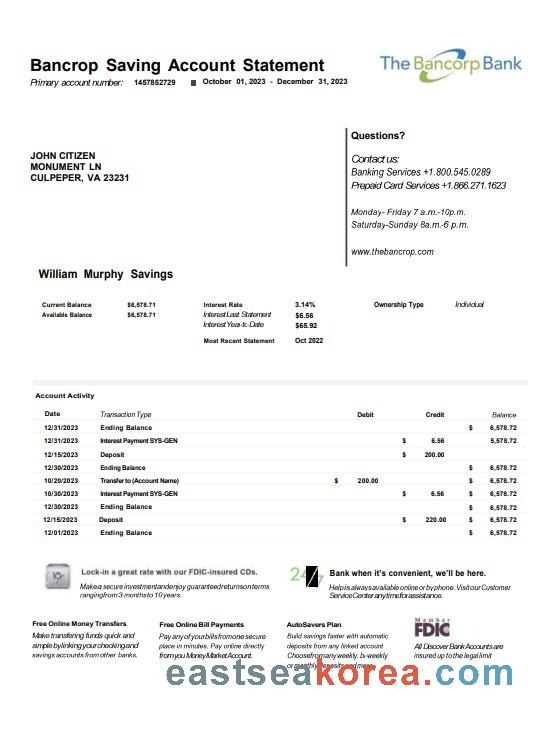 Bancrop Saving Account Statement
Primary account number: 1457852729 ■ October 01, 2023 - December 31, 2023
The Bancorp Bank
Questions?
Contact us:
Banking Services +1.800.545.0289
Prepaid Card Services +1.866.271.1623
Monday- Friday 7 a.m.-10p.m.
Saturday-Sunday 8a.m.-6 p.m.
www.thebancrop.com
JOHN CITIZEN
MONUMENT LN
CULPEPER, VA 23231
William Murphy Savings
Current Balance $6,578.71 Interest Rate 3.14% Ownership Type Individual
Available Balance $6,578.71 Interest Last Statement $6.56
Interest Year-tc-Date $65.92
Most Recent Statement Oct 2022
Account Activity
Date Transaction Type Debit Credit Balance
12/31/2023 Ending Balance $ 6,578.72
12/31/2023 Interest Payment SYS-GEN $ 6.56 5,578.72
12/15/2023 Deposit $ 200.00
12/30/2023 Ending Balance $ 6,578.72
10/20/2023 Transfer to (Account Name) $ 200.00 $ 6,578.72
10/30/2023 Interest Payment SYS-GEN $ 6.56 $ 6,578.72
12/30/2023 Ending Balance $ 6,578.72
12/15/2023 Deposit $ 220.00 $ 6,578.72
12/01/2023 Ending Balance $ 6,578.72
Lock-in a great rate with our FDIC-insured CDs.
Make a secure investment and enjoy guaranteed returns on terms
ranging from 3 months to 10 years.
24/7
Bank when it's convenient, we'll be here.
Help is always available online or by phone. Visit our Customer
Service Center any time for assistance.
Free Online Money Transfers
Make transfering funds quick and
simple by linking your checking and
savings accounts from other banks.
Free Online Bill Payments
Pay any of your bills from one secure
place in minutes. Pay online directly
from you Money Market Account.
AutoSavers Plan
Build savings faster with automatic
deposits from any linked account
Choose from any weekly. bi-weekly
or monthly deposits and more.
Member
FDIC
All Discover Bank Accounts are
insured up to the legal limit
eastseakorea.com